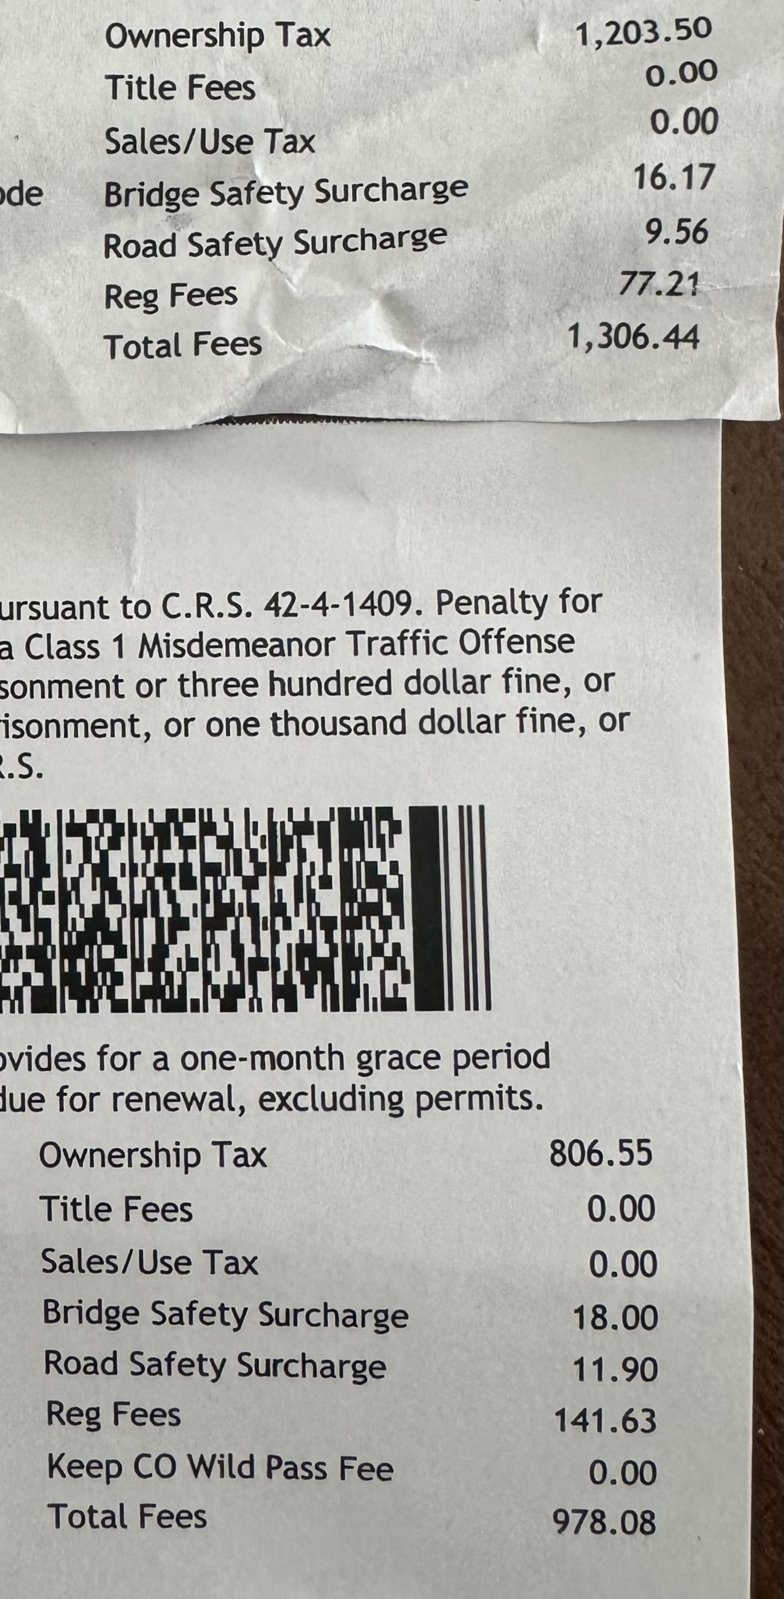 Ownership Tax 1,203.50
Title Fees 0.00
Sales/Use Tax 0.00
ode Bridge Safety Surcharge 16.17
Road Safety Surcharge 9.56
Reg Fees 77.21
Total Fees 1,306.44
ursuant to C.R.S. 42-4-1409. Penalty for
a Class 1 Misdemeanor Traffic Offense
sonment or three hundred dollar fine, or
risonment, or one thousand dollar fine, or
R.S.
ovides for a one-month grace period
due for renewal, excluding permits.
Ownership Tax 806.55
Title Fees 0.00
Sales/Use Tax 0.00
Bridge Safety Surcharge 18.00
Road Safety Surcharge 11.90
Reg Fees 141.63
Keep CO Wild Pass Fee 0.00
Total Fees 978.08